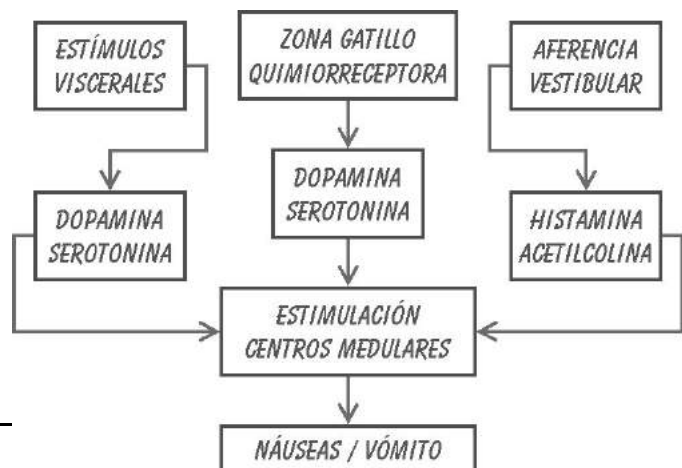 ESTÍMULOS
VISCERALES
ZONA GATILLO
QUIMIORRECEPTORA
AFERENCIA
VESTIBULAR
DOPAMINA
SEROTONINA
DOPAMINA
SEROTONINA
HISTAMINA
ACETILCOLINA
ESTIMULACIÓN
CENTROS MEDULARES
NÁUSEAS / VÓMITO